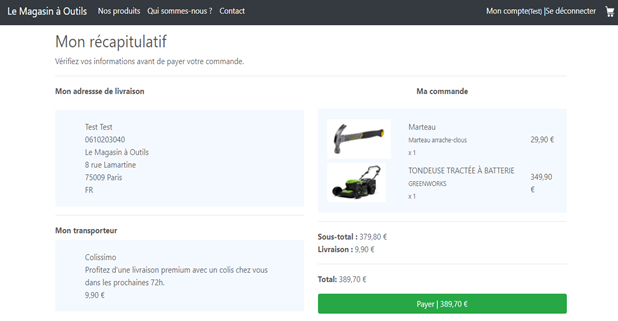 Le Magasin à Outils Nos produits Qui sommes-nous ? Contact Mon compte(Test) |Se déconnecter
Mon récapitulatif
Vérifiez vos informations avant de payer votre commande.
Mon adressse de livraison
Test Test
0610203040
Le Magasin à Outils
8 rue Lamartine
75009 Paris
FR
Mon transporteur
Colissimo
Profitez d'une livraison premium avec un colis chez vous
dans les prochaines 72h.
9,90 €
Ma commande
Marteau
Marteau arrache-clous
x 1
29,90 €
TONDEUSE TRACTÉE À BATTERIE
GREENWORKS
x 1
349,90
€
Sous-total : 379,80 €
Livraison : 9,90 €
Total: 389,70 €
Payer | 389,70 €